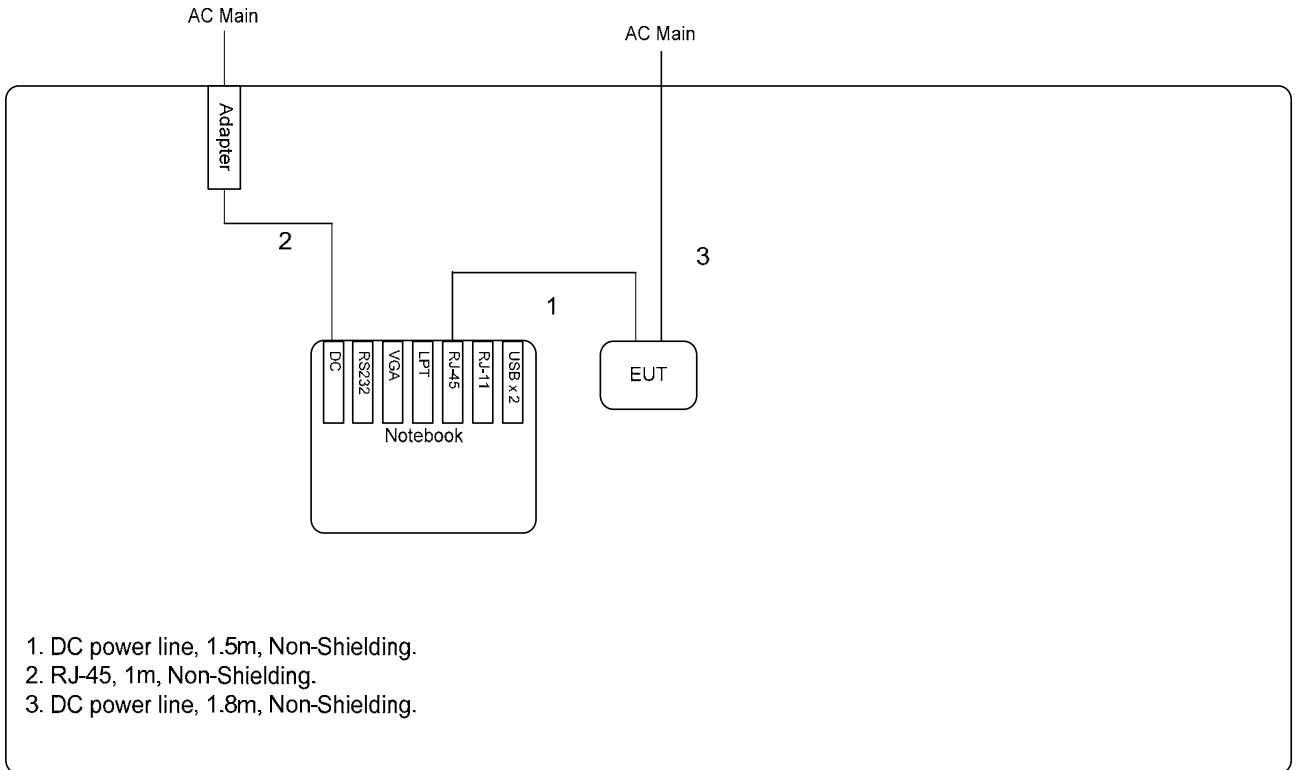 AC Main
AC Main
Adapter
2
3
1
DC
RS232
VGA
LPT
RJ-45
RJ-11
USB x 2
EUT
Notebook
1. DC power line, 1.5m, Non-Shielding.
2. RJ-45, 1m, Non-Shielding.
3. DC power line, 1.8m, Non-Shielding.